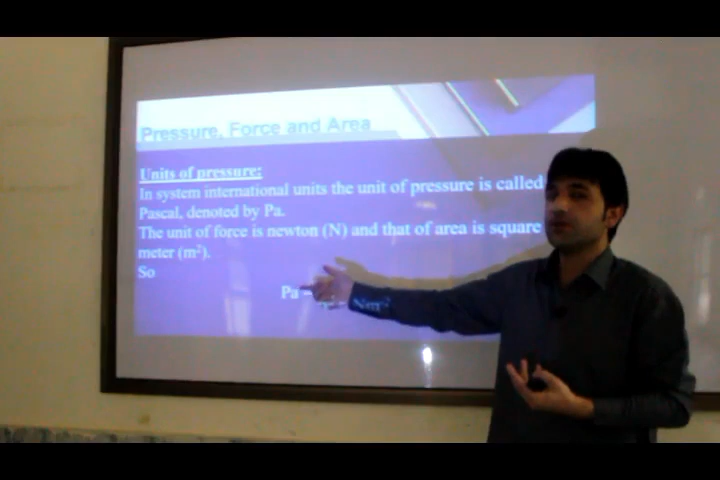 Pressure, Force and Area
Units of pressure:
In system international units the unit of pressure is called
Pascal, denoted by Pa.
The unit of force is newton (N) and that of area is square
meter (m²).
So
Pa =